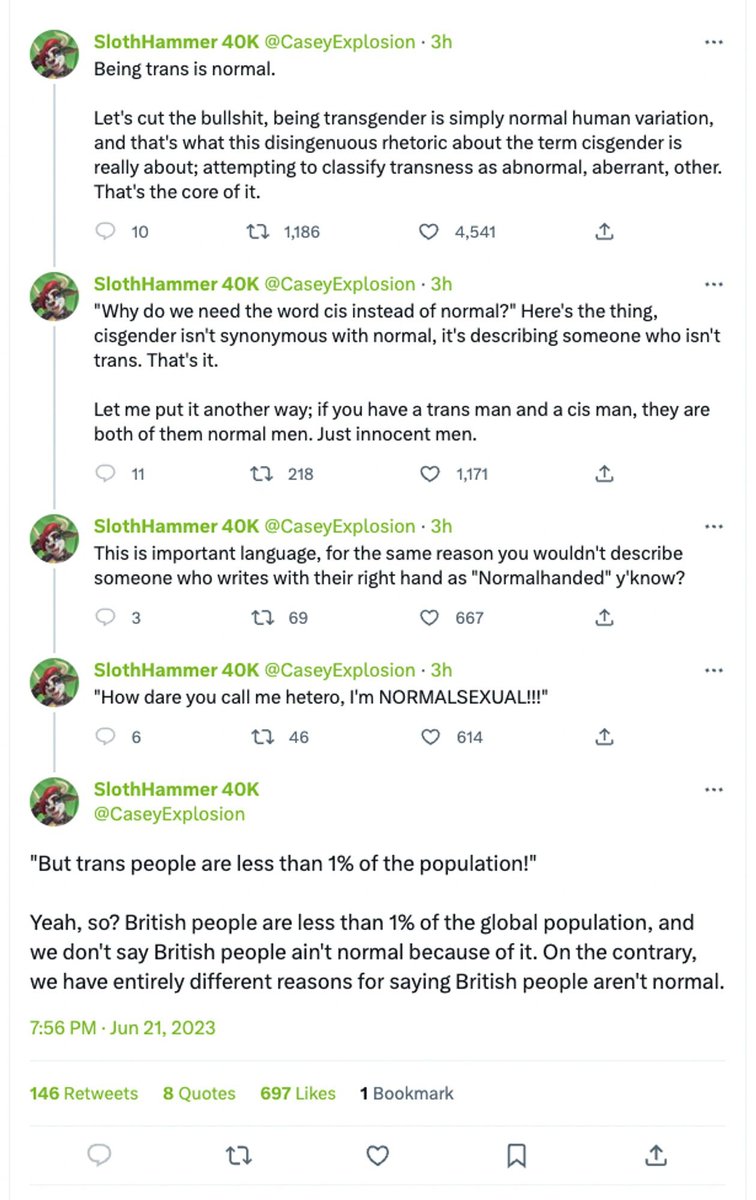 SlothHammer 40K @CaseyExplosion · 3h
Being trans is normal.
Let's cut the bullshit, being transgender is simply normal human variation,
and that's what this disingenuous rhetoric about the term cisgender is
really about; attempting to classify transness as abnormal, aberrant, other.
That's the core of it.
10 1,186 4,541
SlothHammer 40K @CaseyExplosion · 3h
"Why do we need the word cis instead of normal?" Here's the thing,
cisgender isn't synonymous with normal, it's describing someone who isn't
trans. That's it.
Let me put it another way; if you have a trans man and a cis man, they are
both of them normal men. Just innocent men.
11 218 1,171
SlothHammer 40K @CaseyExplosion · 3h
This is important language, for the same reason you wouldn't describe
someone who writes with their right hand as "Normalhanded" y'know?
3 69 667
SlothHammer 40K @CaseyExplosion · 3h
"How dare you call me hetero, I'm NORMALSEXUAL!!!"
6 46 614
SlothHammer 40K
@CaseyExplosion
"But trans people are less than 1% of the population!"
Yeah, so? British people are less than 1% of the global population, and
we don't say British people ain't normal because of it. On the contrary,
we have entirely different reasons for saying British people aren't normal.
7:56 PM · Jun 21, 2023
146 Retweets 8 Quotes 697 Likes 1 Bookmark